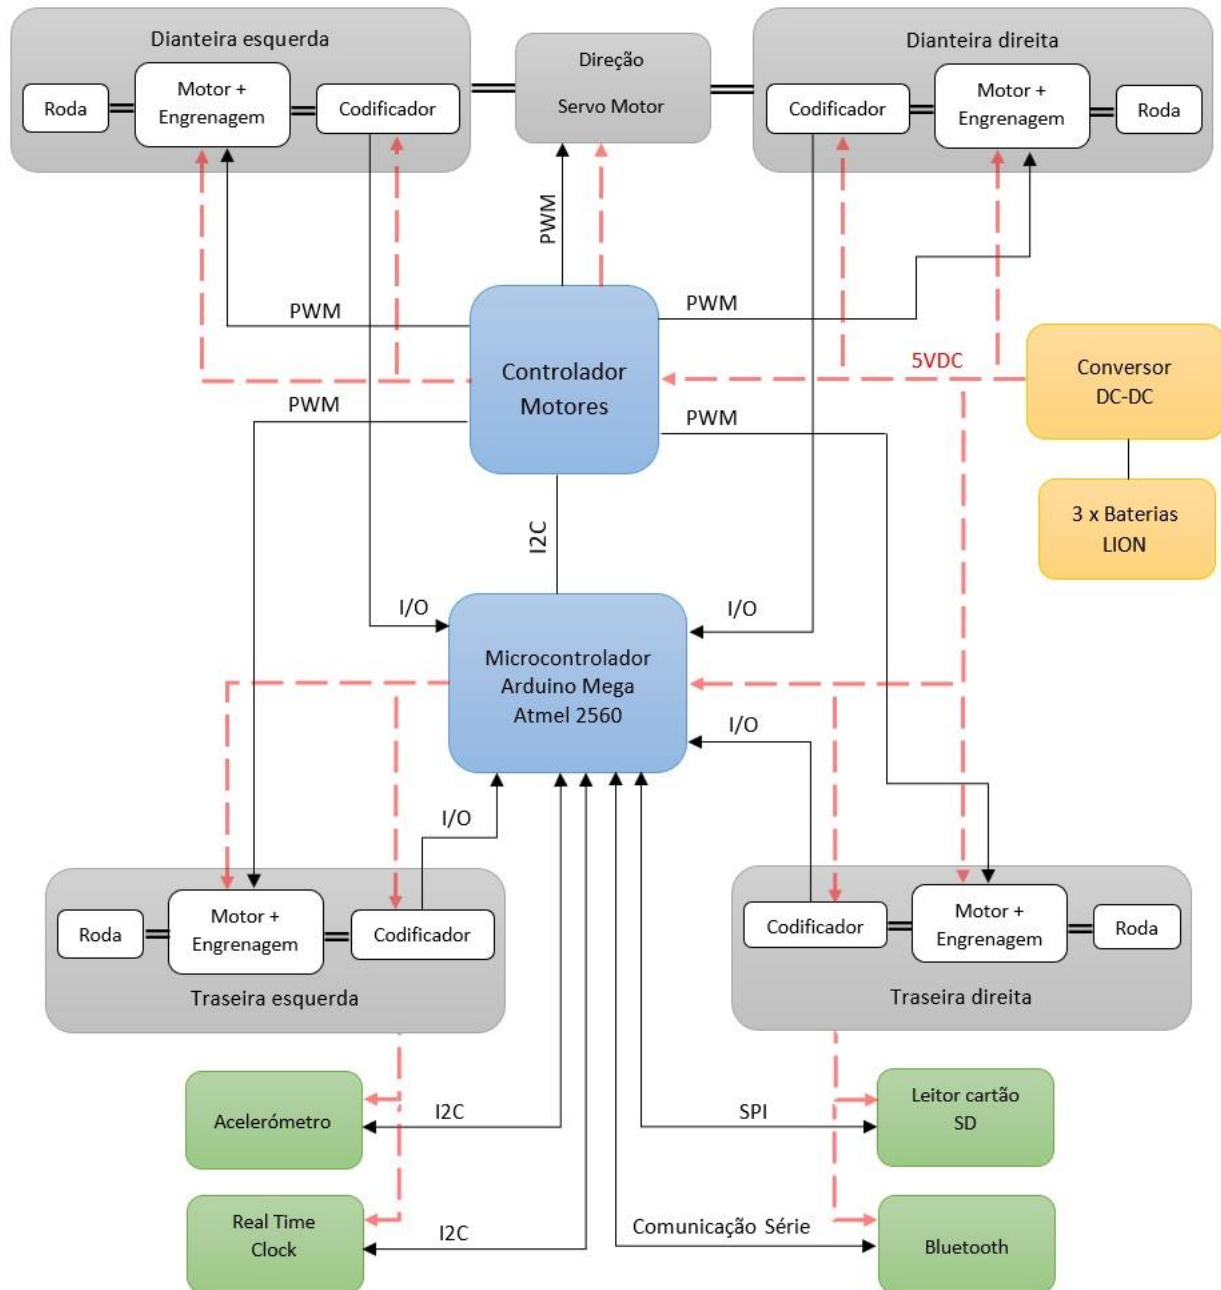 Dianteira esquerda
Roda
Motor +
Engrenagem
Codificador
Direção
Servo Motor
Dianteira direita
Codificador
Motor +
Engrenagem
Roda
PWM
PWM
PWM
Controlador
Motores
5VDC
Conversor
DC-DC
PWM
PWM
3 x Baterias
LION
I2C
I/O
I/O
Microcontrolador
Arduino Mega
Atmel 2560
I/O
I/O
Roda
Motor +
Engrenagem
Codificador
Traseira esquerda
Codificador
Motor +
Engrenagem
Roda
Traseira direita
Acelerómetro
I2C
SPI
Leitor cartão
SD
Real Time
Clock
I2C
Comunicação Série
Bluetooth